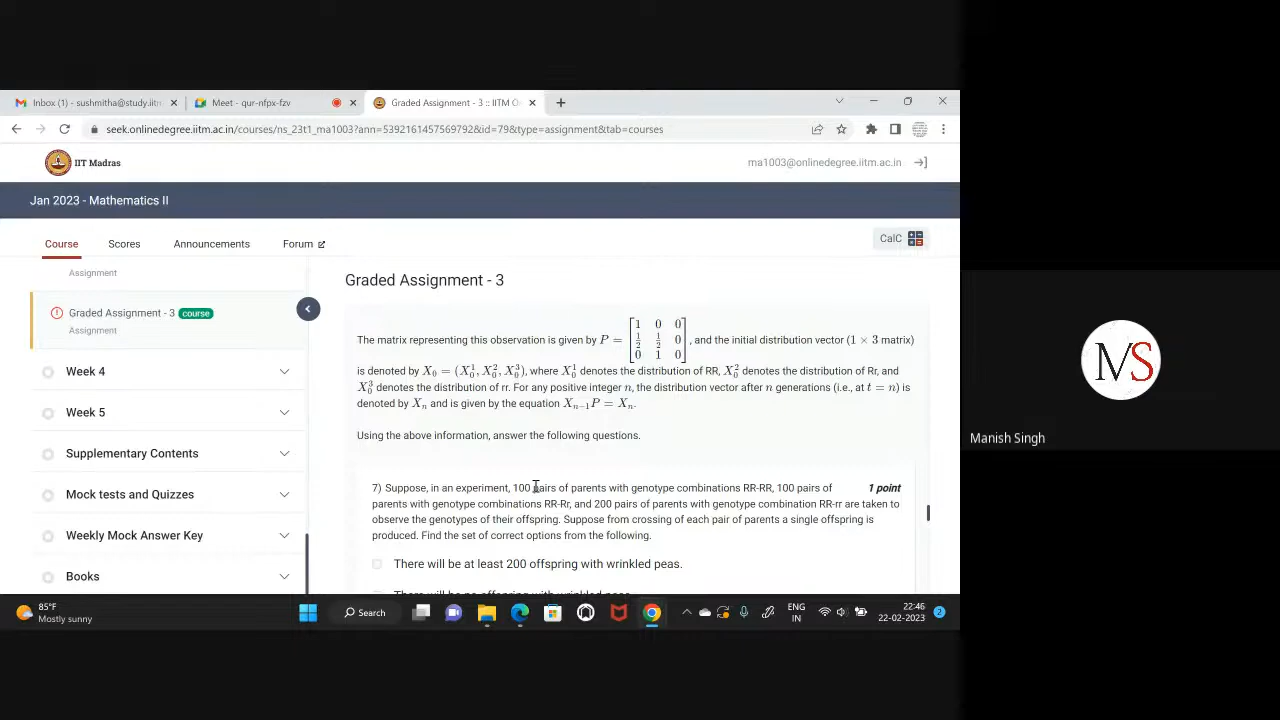 Inbox (1) - sushmitha@study.iitm
Meet - qur-nfpx-fzv
Graded Assignment - 3 :: IITM O
seek.onlinedegree.iitm.ac.in/courses/ns_23t1_ma1003?ann=5392161457569792&id=79&type=assignment&tab=courses
IIT Madras
ma1003@onlinedegree.iitm.ac.in
Jan 2023 - Mathematics II
Course Scores Announcements Forum
CalC
Assignment
Graded Assignment - 3 course
Assignment
Week 4
Week 5
Supplementary Contents
Mock tests and Quizzes
Weekly Mock Answer Key
Books
Graded Assignment - 3
The matrix representing this observation is given by P = [1 0 0; 1/2 1/2 0; 0 1 0], and the initial distribution vector (1 × 3 matrix)
is denoted by X₀ = (X₀¹, X₀², X₀³), where X₀¹ denotes the distribution of RR, X₀² denotes the distribution of Rr, and
X₀³ denotes the distribution of rr. For any positive integer n, the distribution vector after n generations (i.e., at t = n) is
denoted by Xₙ and is given by the equation Xₙ₋₁P = Xₙ.
Using the above information, answer the following questions.
7) Suppose, in an experiment, 100 pairs of parents with genotype combinations RR-RR, 100 pairs of 1 point
parents with genotype combinations RR-Rr, and 200 pairs of parents with genotype combination RR-rr are taken to
observe the genotypes of their offspring. Suppose from crossing of each pair of parents a single offspring is
produced. Find the set of correct options from the following.
There will be at least 200 offspring with wrinkled peas.
There will be no offspring with wrinkled peas.
85°F
Mostly sunny
Search
ENG
IN
22:46
22-02-2023
2
MS
Manish Singh